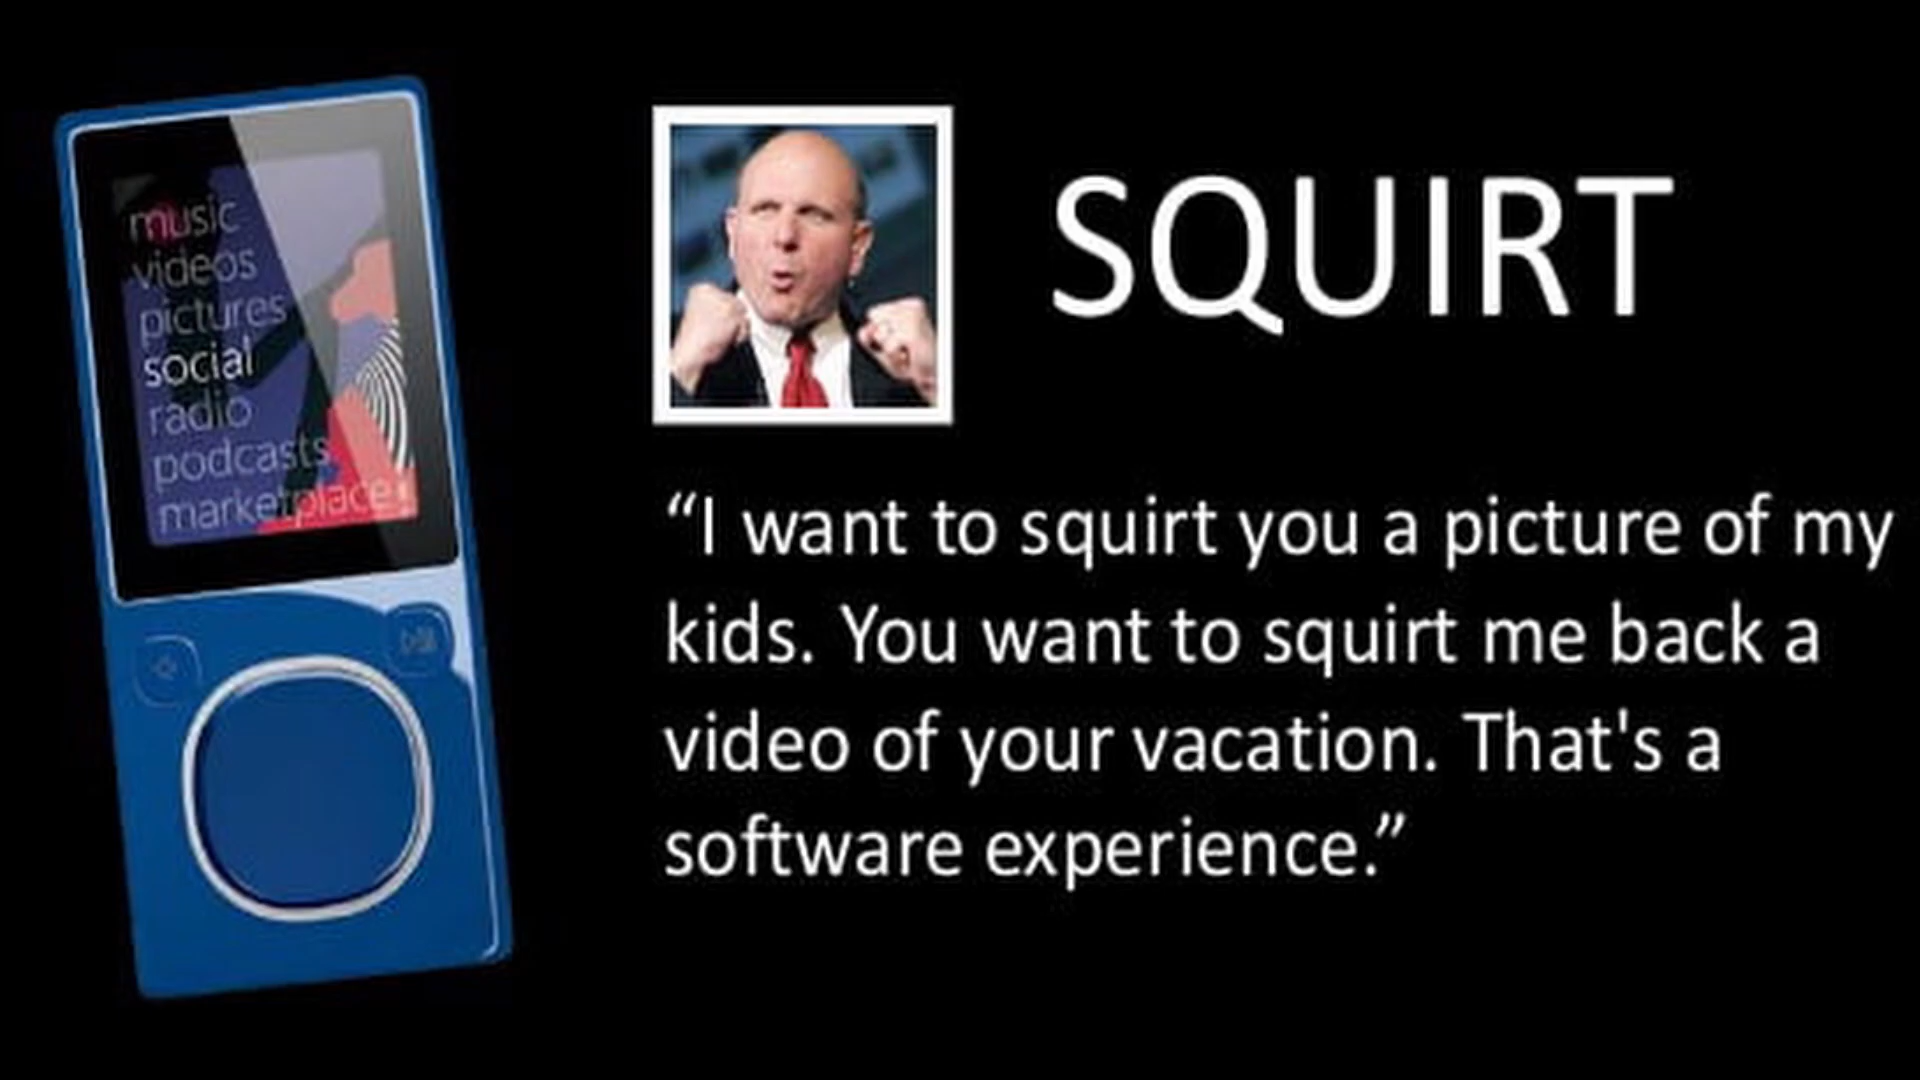 music
videos
pictures
social
radio
podcasts
marketplace
SQUIRT
“I want to squirt you a picture of my
kids. You want to squirt me back a
video of your vacation. That's a
software experience.”